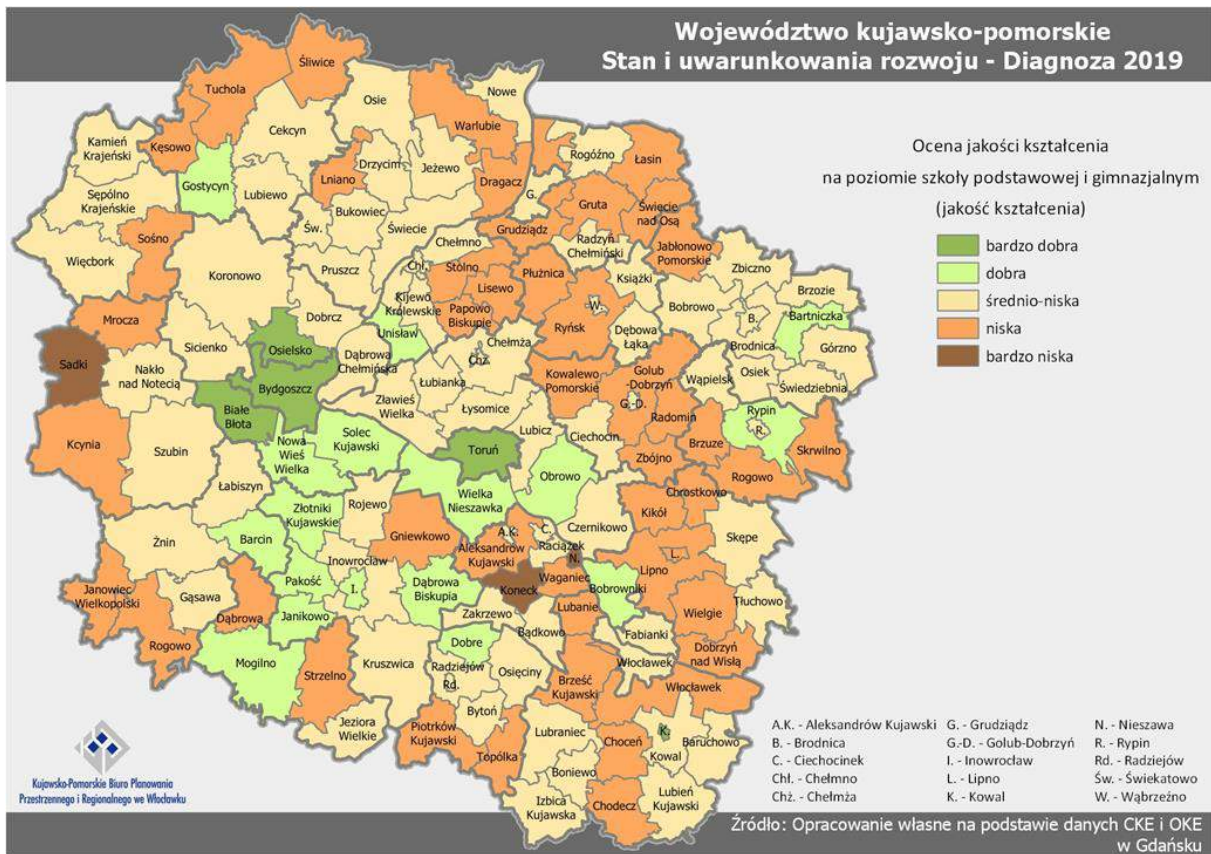 Województwo kujawsko-pomorskie
Stan i uwarunkowania rozwoju - Diagnoza 2019
Ocena jakości kształcenia
na poziomie szkoły podstawowej i gimnazjalnym
(jakość kształcenia)
bardzo dobra
dobra
średnio-niska
niska
bardzo niska
Śliwice
Tuchola
Osie
Nowe
Cekcyn
Warlubie
Kamień
Krajeński
Kęsowo
Rogóźno
Łasin
Drzycim
Jeżewo
Gostycyn
Lniano
Dragacz
G.
Lubiewo
Sępólno
Krajeńskie
Gruta
Świecie
nad Osą
Bukowiec
Św.
Świecie
Grudziądz
Sośno
Radzyń
Chełmiński
Jabłonowo
Pomorskie
Więcbork
Chełmno
Koronowo
Pruszcz
Chł.
Stolno
Płużnica
Książki
Zbiczno
Brzozie
Lisewo
Bobrowo
Kijewo
Królewskie
W.
B.
Bartniczka
Mrocza
Dobrcz
Papowo
Biskupie
Ryńsk
Unisław
Dębowa
Łąka
Brodnica
Górzno
Sicienko
Osielsko
Chełmża
Dąbrowa
Chełmińska
Chż.
Sadki
Nakło
nad Notecią
Łubianka
Kowalewo
Pomorskie
Golub
-Dobrzyń
Wąpielsk
Osiek
Świedziebnia
Bydgoszcz
Zławieś
Wielka
Łysomice
G.-D.
Radomin
Rypin
Białe
Błota
Lubicz
Ciechocin
R.
Kcynia
Solec
Kujawski
Brzuze
Skrwilno
Szubin
Nowa
Wieś
Wielka
Toruń
Zbójno
Rogowo
Obrowo
Łabiszyn
Wielka
Nieszawka
Chrostkowo
Złotniki
Kujawskie
Rojewo
Kikół
Czernikowo
Skępe
Żnin
Barcin
Gniewkowo
A.K.
C.
Raciążek
Aleksandrów
Kujawski
N.
L.
Inowrocław
Lipno
Pakość
I.
Dąbrowa
Biskupia
Koneck
Waganiec
Bobrowniki
Janowiec
Wielkopolski
Gąsawa
Tłuchowo
Dąbrowa
Janikowo
Lubanie
Wielgie
Zakrzewo
Bądkowo
Rogowo
Fabianki
Dobre
Dobrzyń
nad Wisłą
Mogilno
Kruszwica
Włocławek
Strzelno
Radziejów
Osięciny
Rd.
Brześć
Kujawski
Włocławek
Bytoń
Jeziora
Wielkie
Piotrków
Kujawski
Lubraniec
K.
Topólka
Choceń
Kowal
Baruchowo
Boniewo
Izbica
Kujawska
Chodecz
Lubień
Kujawski
A.K. - Aleksandrów Kujawski
B. - Brodnica
C. - Ciechocinek
Chł. - Chełmno
Chż. - Chełmża
G. - Grudziądz
G.-D. - Golub-Dobrzyń
I. - Inowrocław
L. - Lipno
K. - Kowal
N. - Nieszawa
R. - Rypin
Rd. - Radziejów
Św. - Świekatowo
W. - Wąbrzeźno
Kujawsko-Pomorskie Biuro Planowania
Przestrzennego i Regionalnego we Włocławku
Źródło: Opracowanie własne na podstawie danych CKE i OKE
w Gdańsku